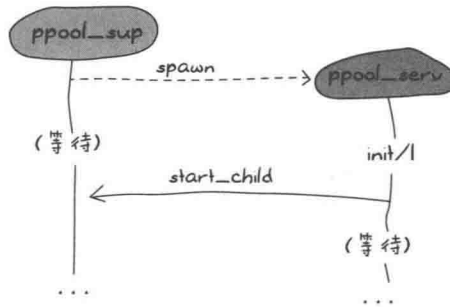 ppool_sup
spawn
ppool_serv
(等待)
init/1
start_child
(等待)
...
...